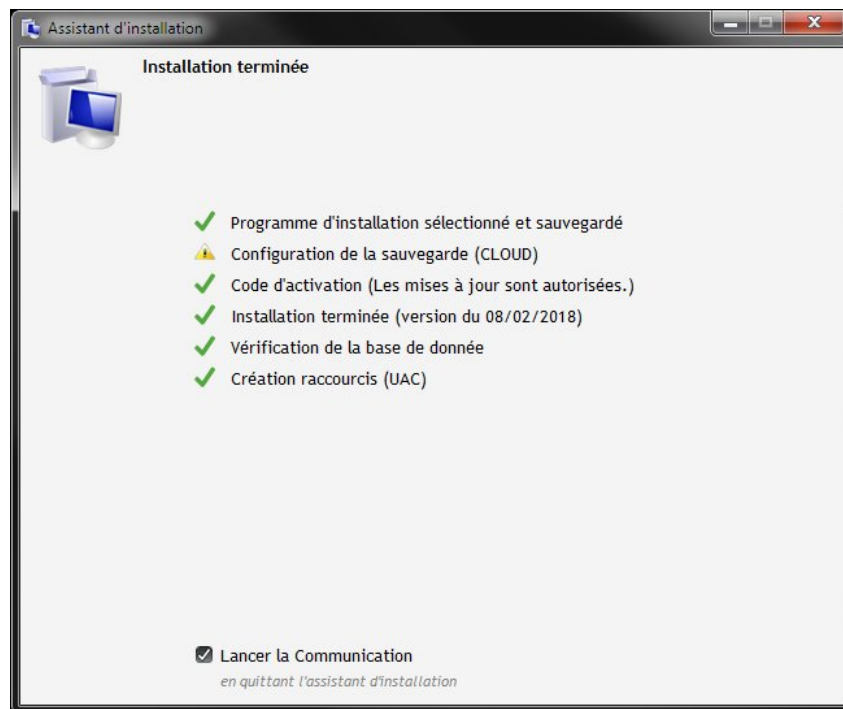 Assistant d'installation
Installation terminée
Programme d'installation sélectionné et sauvegardé
Configuration de la sauvegarde (CLOUD)
Code d'activation (Les mises à jour sont autorisées.)
Installation terminée (version du 08/02/2018)
Vérification de la base de donnée
Création raccourcis (UAC)
Lancer la Communication
en quittant l'assistant d'installation